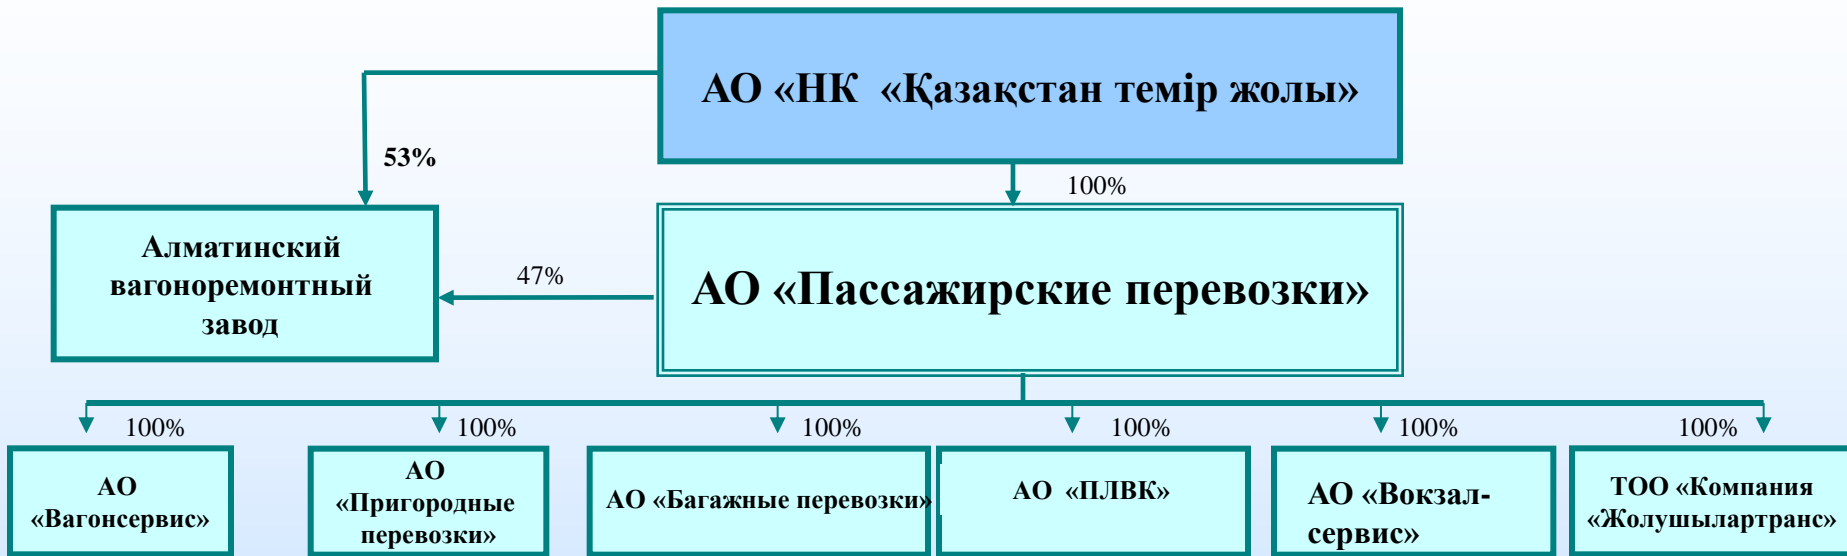 АО «НК «Қазақстан темір жолы»
53%
100%
Алматинский
вагоноремонтный
завод
47%
АО «Пассажирские перевозки»
100%
100%
100%
100%
100%
100%
АО
«Вагонсервис»
АО
«Пригородные
перевозки»
АО «Багажные перевозки»
АО «ПЛВК»
АО «Вокзал-
сервис»
ТОО «Компания
«Жолушылартранс»